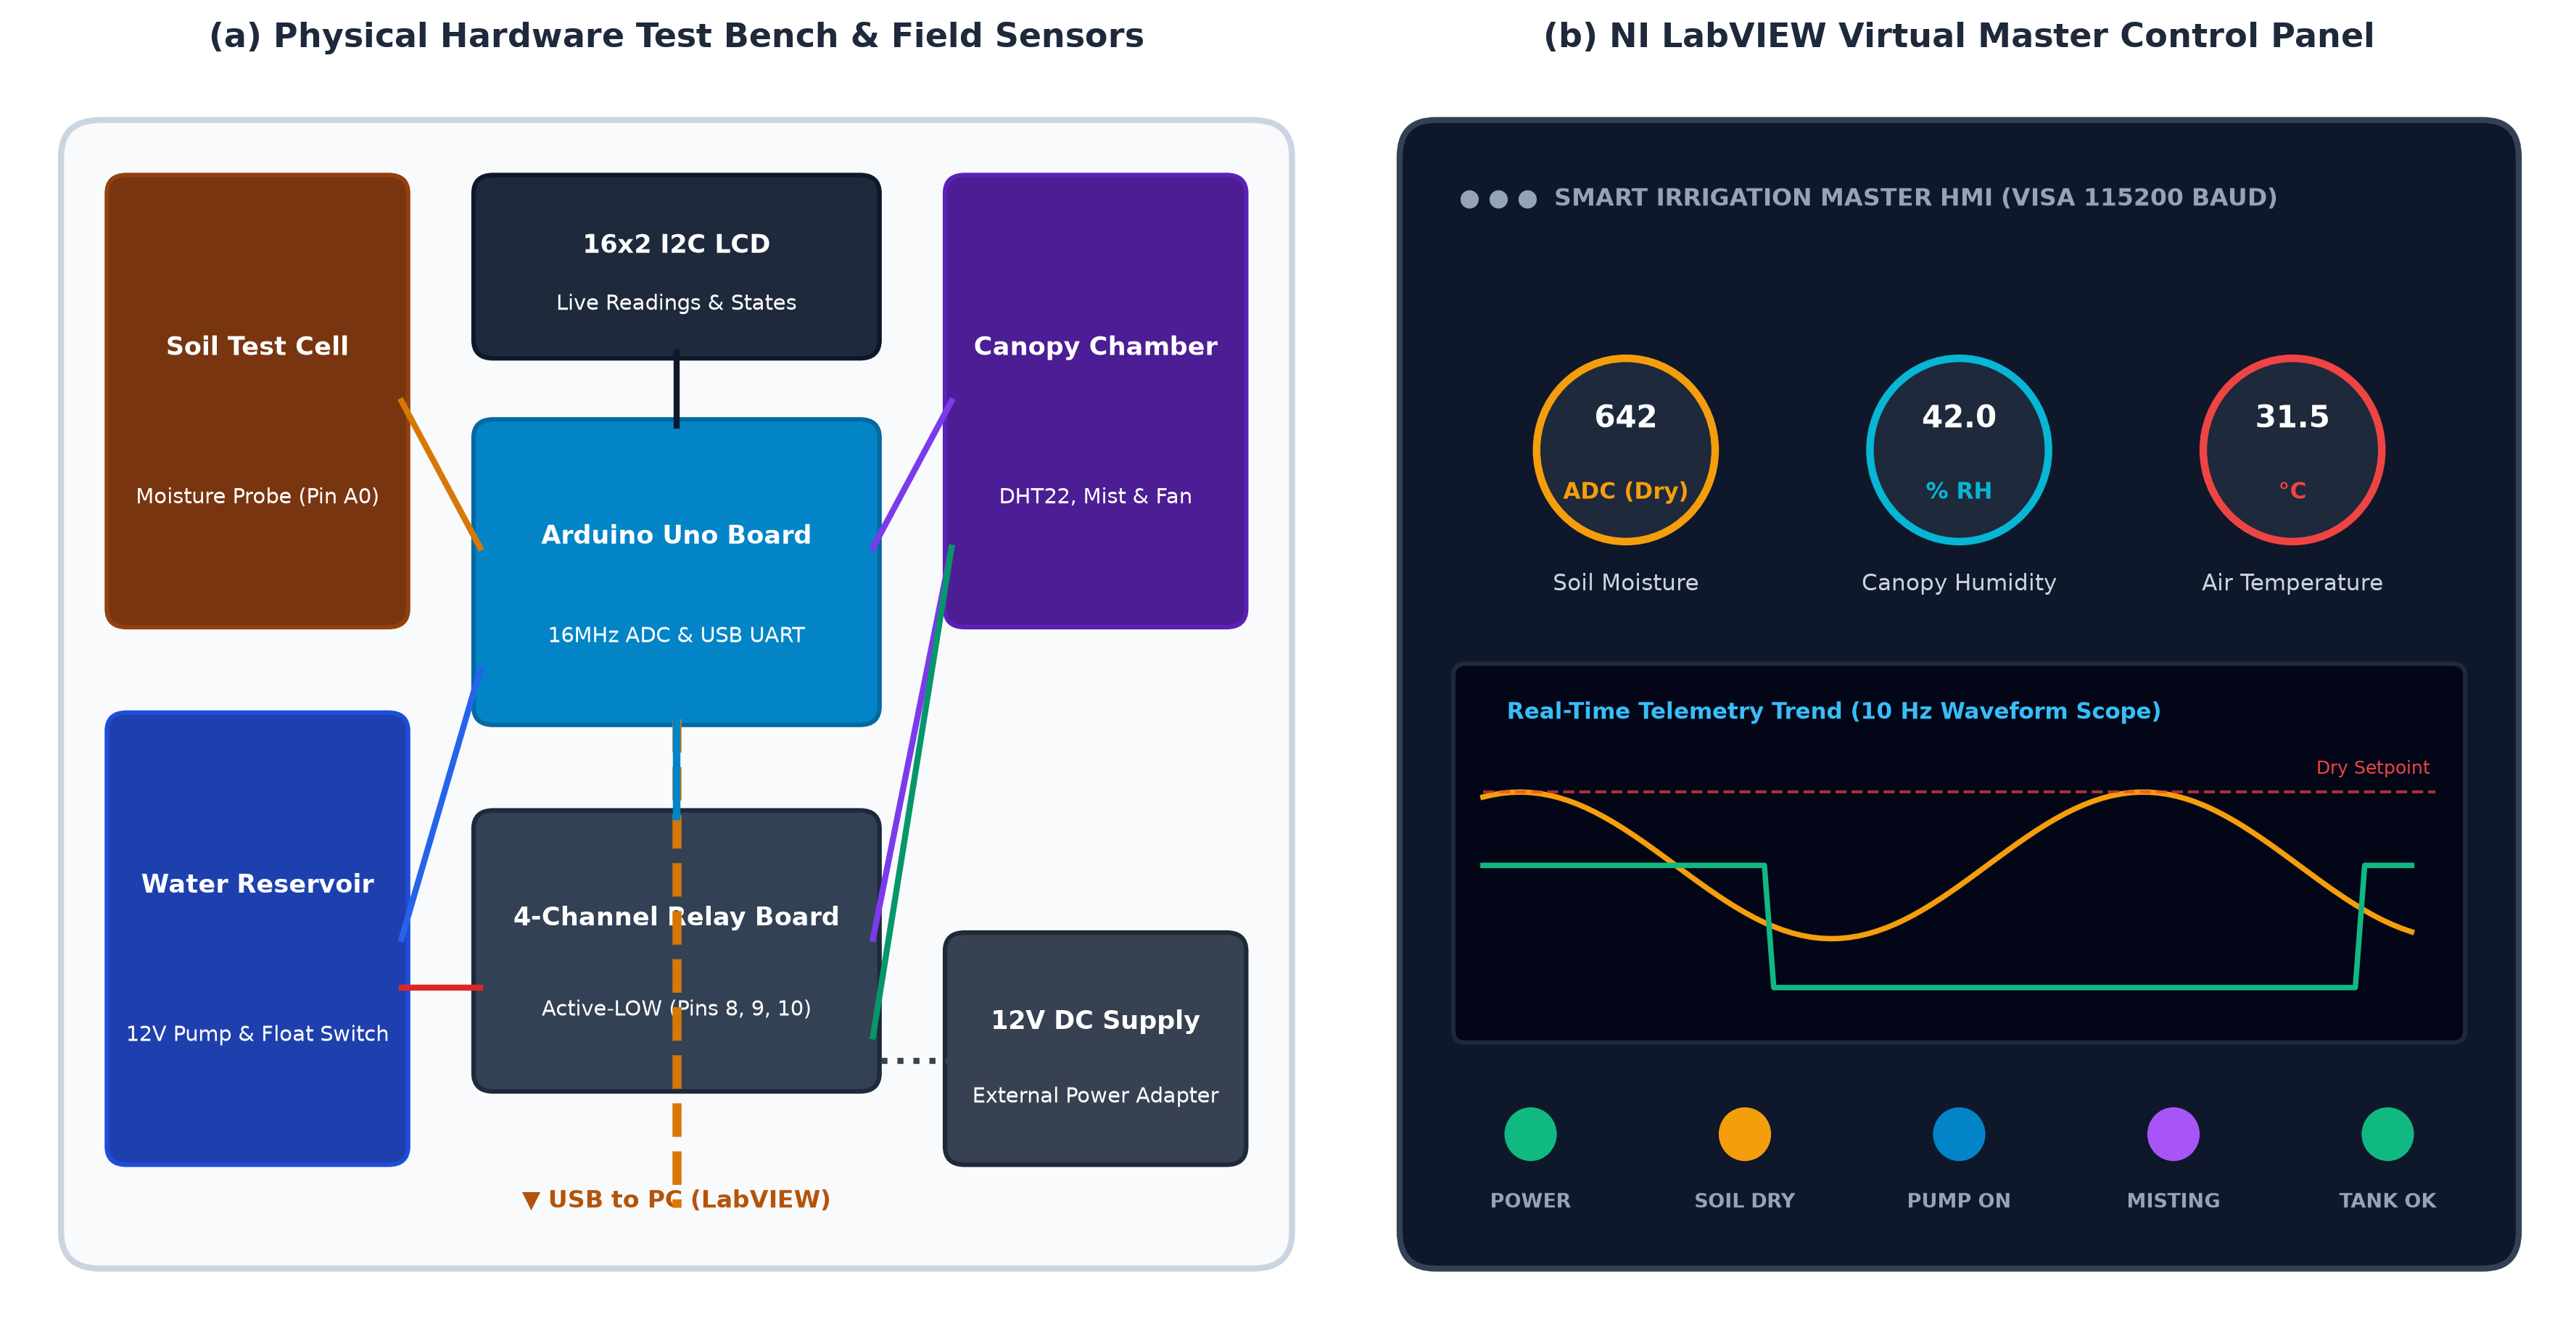 (a) Physical Hardware Test Bench & Field Sensors
Soil Test Cell
Moisture Probe (Pin A0)
16x2 I2C LCD
Live Readings & States
Canopy Chamber
DHT22, Mist & Fan
Arduino Uno Board
16MHz ADC & USB UART
Water Reservoir
12V Pump & Float Switch
4-Channel Relay Board
Active-LOW (Pins 8, 9, 10)
12V DC Supply
External Power Adapter
▼ USB to PC (LabVIEW)
(b) NI LabVIEW Virtual Master Control Panel
● ● ● SMART IRRIGATION MASTER HMI (VISA 115200 BAUD)
642
ADC (Dry)
Soil Moisture
42.0
% RH
Canopy Humidity
31.5
°C
Air Temperature
Real-Time Telemetry Trend (10 Hz Waveform Scope)
Dry Setpoint
POWER
SOIL DRY
PUMP ON
MISTING
TANK OK